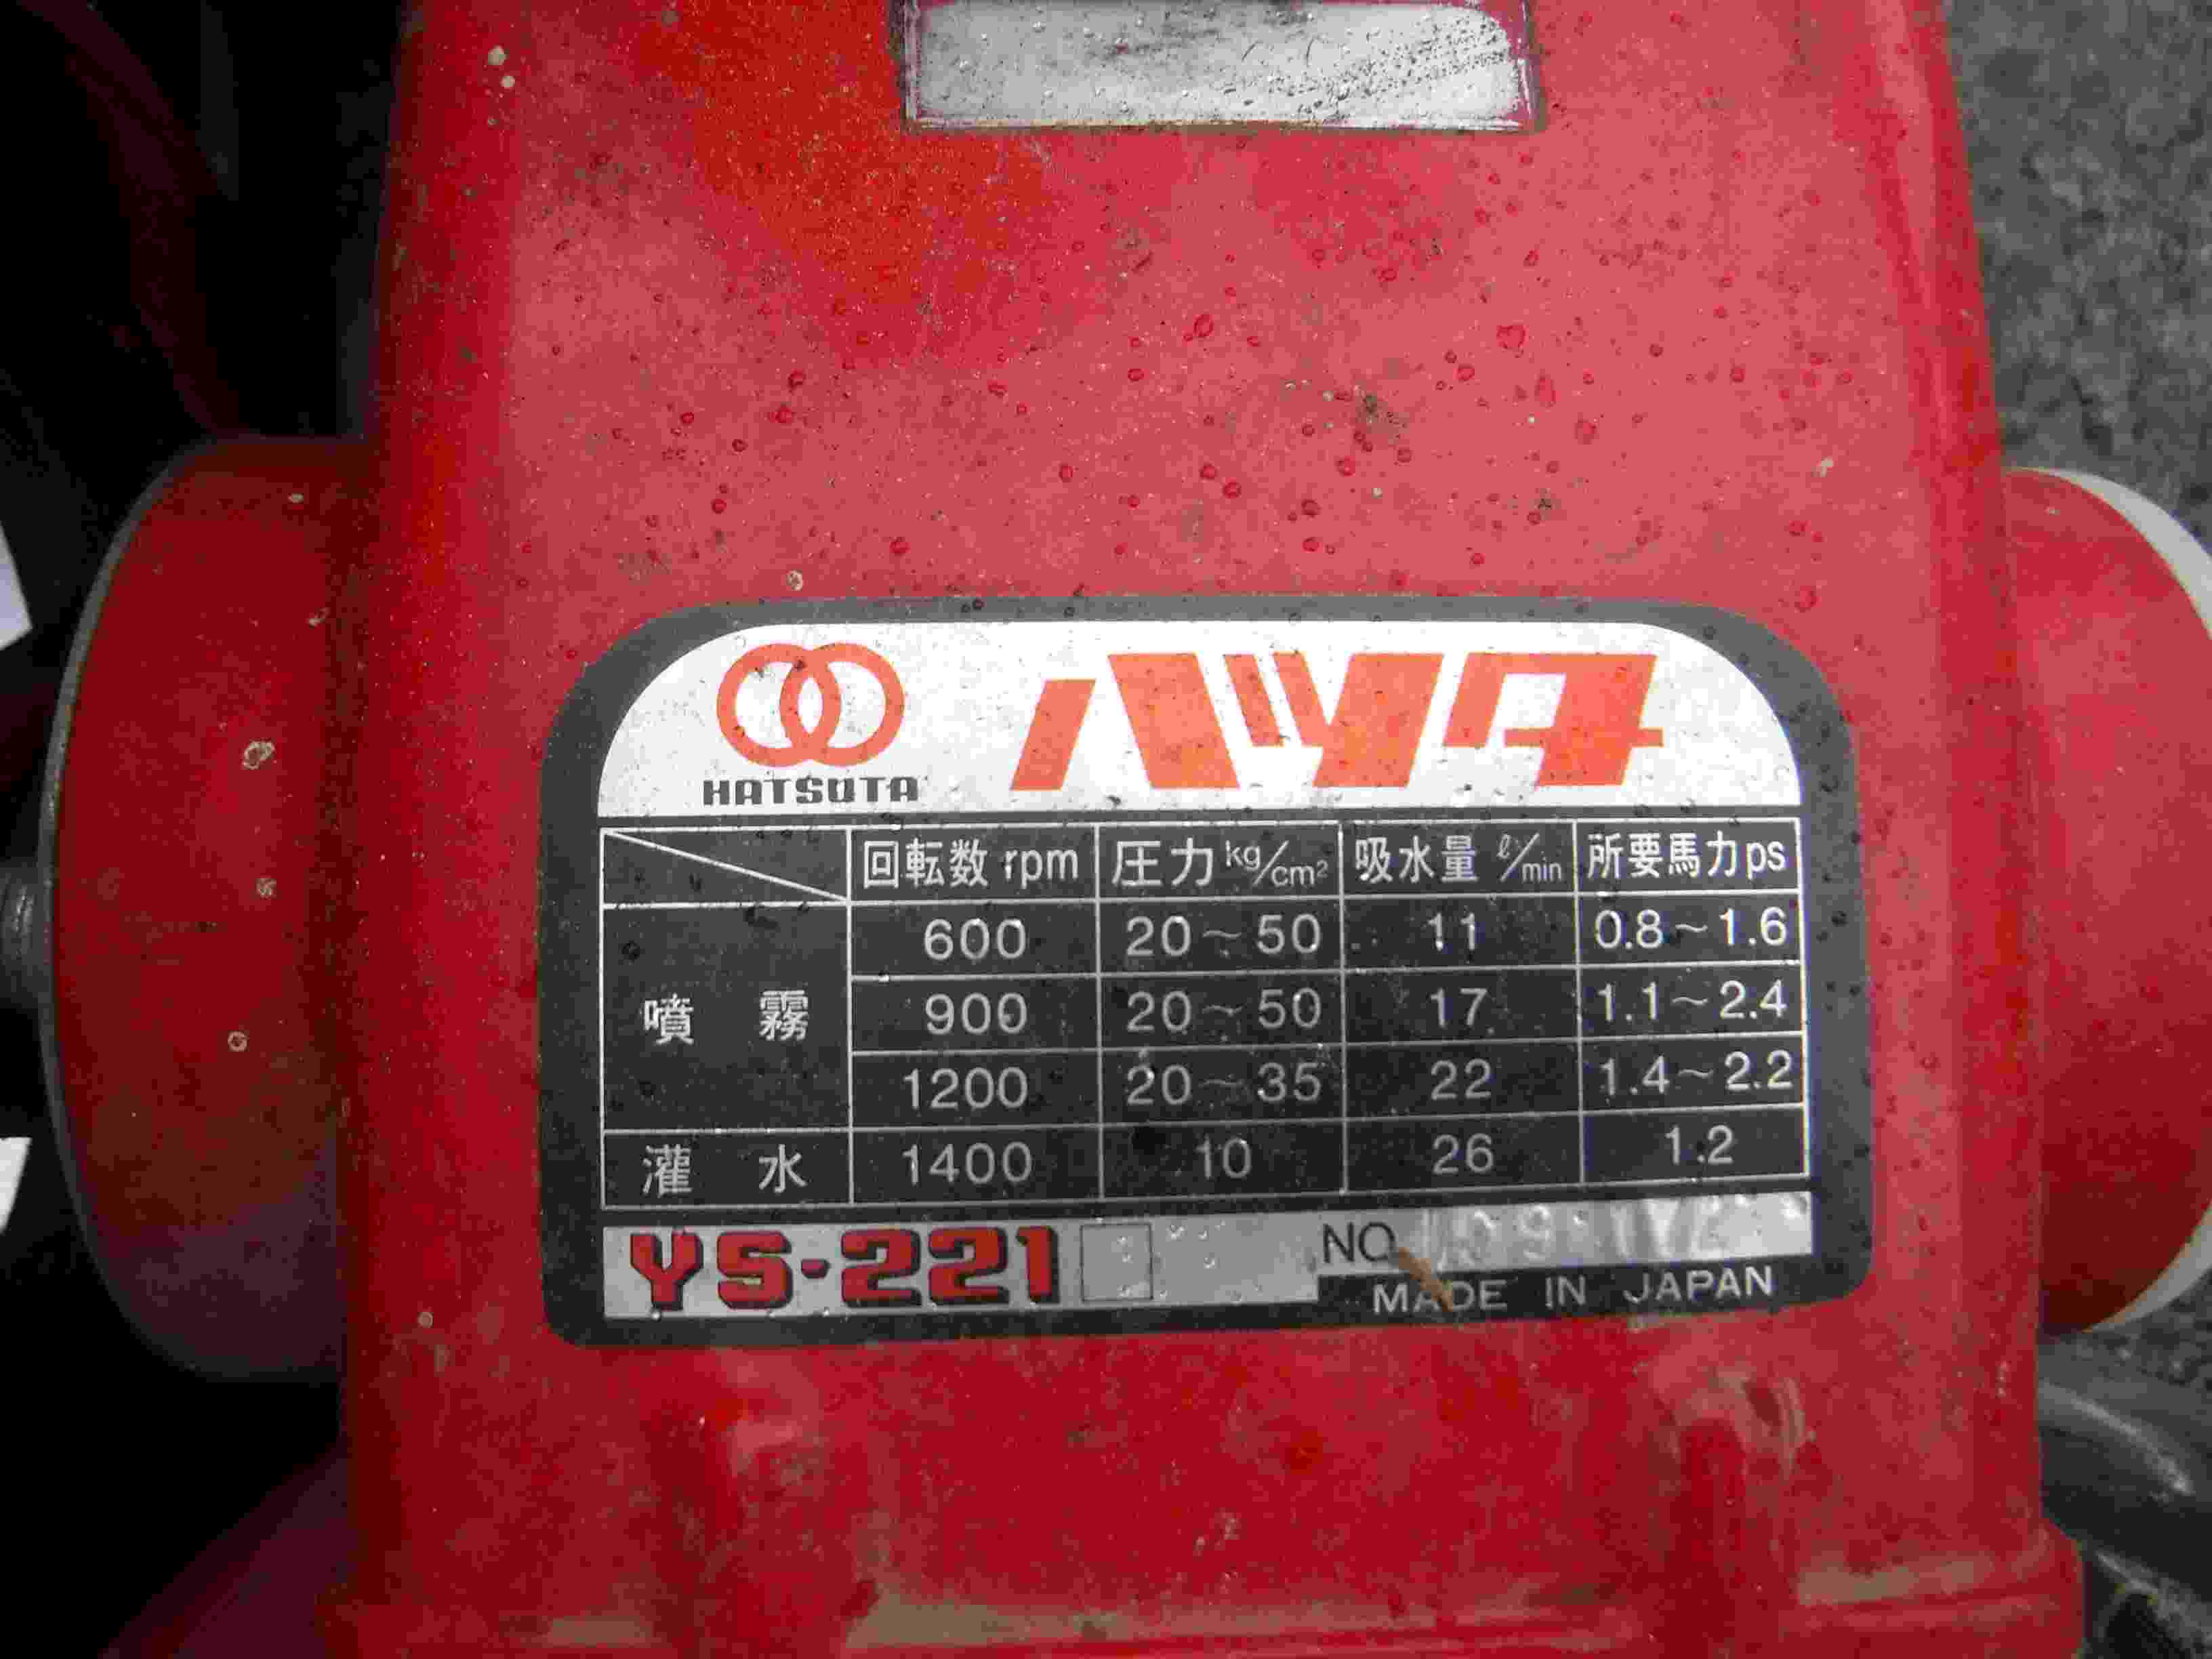 ハツタ
HATSUTA
回転数 rpm 圧力 kg/cm² 吸水量 ℓ/min 所要馬力ps
噴霧 600 20~50 11 0.8~1.6
900 20~50 17 1.1~2.4
1200 20~35 22 1.4~2.2
灌水 1400 10 26 1.2
YS-221 NO
MADE IN JAPAN